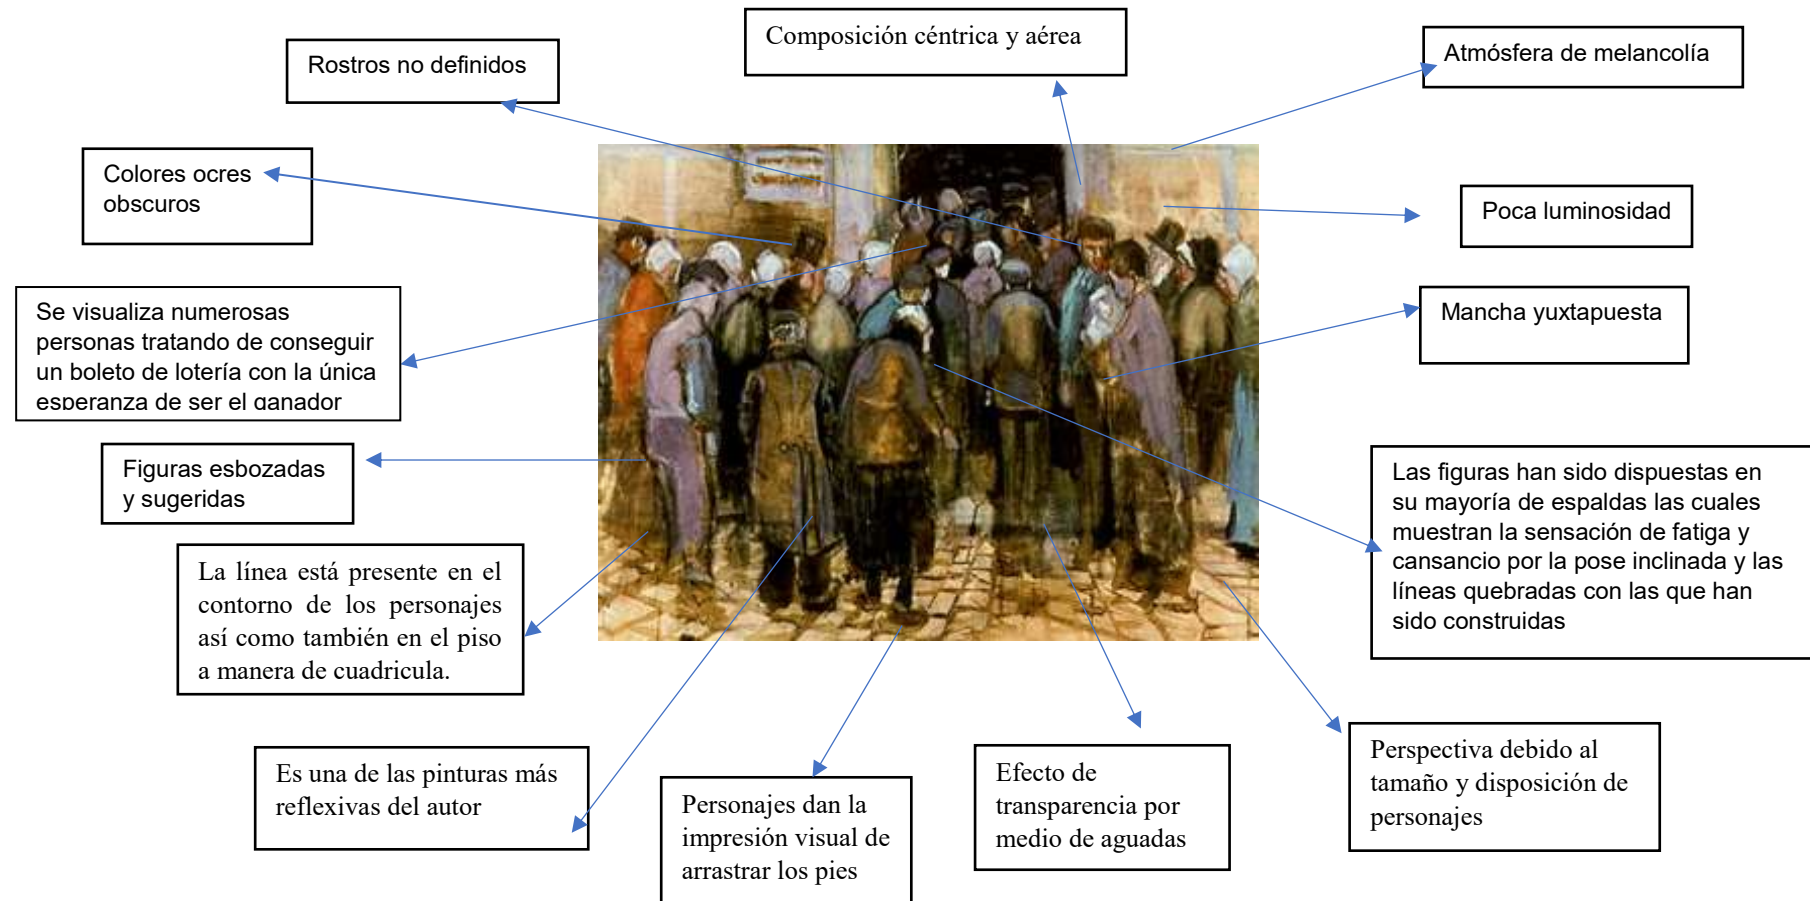 Composición céntrica y aérea
Rostros no definidos
Atmósfera de melancolía
Colores ocres
obscuros
Poca luminosidad
Se visualiza numerosas
personas tratando de conseguir
un boleto de lotería con la única
esperanza de ser el ganador
Mancha yuxtapuesta
Figuras esbozadas
y sugeridas
Las figuras han sido dispuestas en
su mayoría de espaldas las cuales
muestran la sensación de fatiga y
cansancio por la pose inclinada y las
líneas quebradas con las que han
sido construidas
La línea está presente en el
contorno de los personajes
así como también en el piso
a manera de cuadricula.
Es una de las pinturas más
reflexivas del autor
Personajes dan la
impresión visual de
arrastrar los pies
Efecto de
transparencia por
medio de aguadas
Perspectiva debido al
tamaño y disposición de
personajes